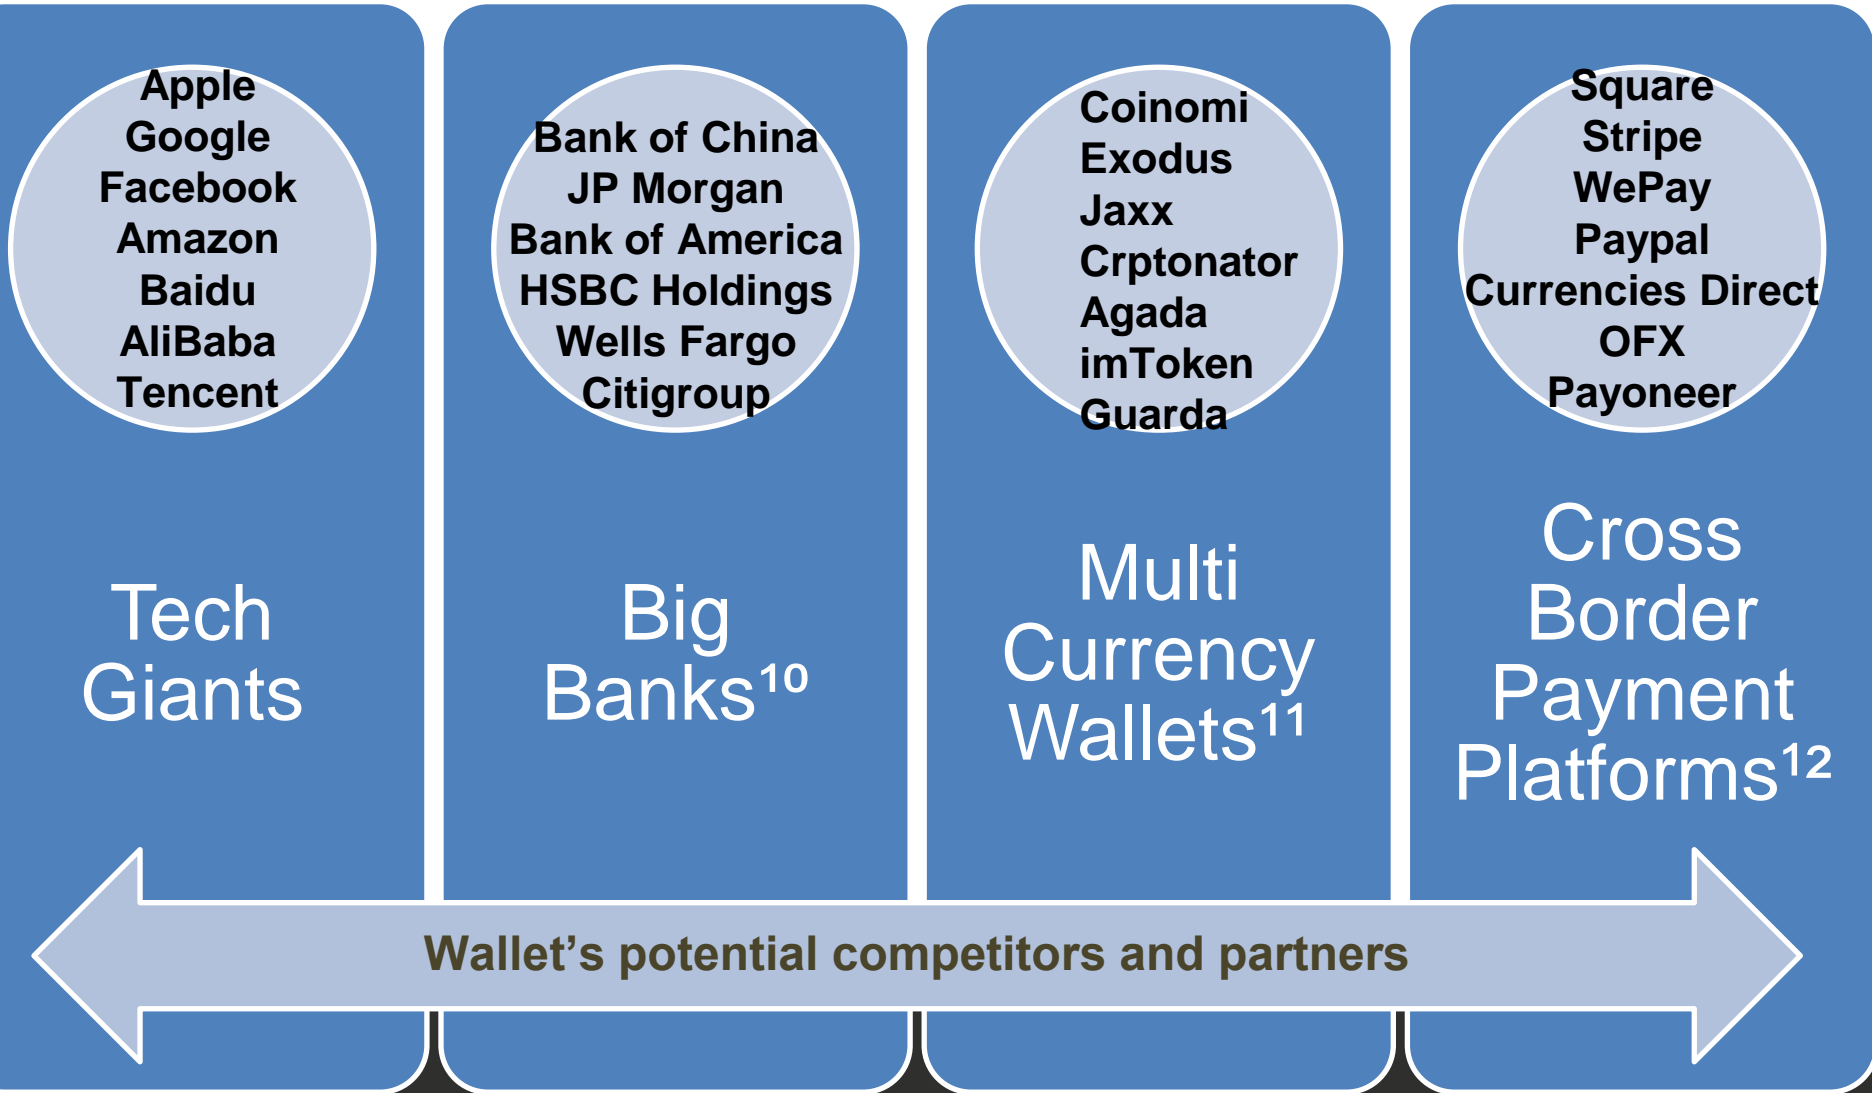 Apple
Google
Facebook
Amazon
Baidu
AliBaba
Tencent
Tech
Giants
Bank of China
JP Morgan
Bank of America
HSBC Holdings
Wells Fargo
Citigroup
Big
Banks¹⁰
Coinomi
Exodus
Jaxx
Crptonator
Agada
imToken
Guarda
Multi
Currency
Wallets¹¹
Square
Stripe
WePay
Paypal
Currencies Direct
OFX
Payoneer
Cross
Border
Payment
Platforms¹²
Wallet’s potential competitors and partners